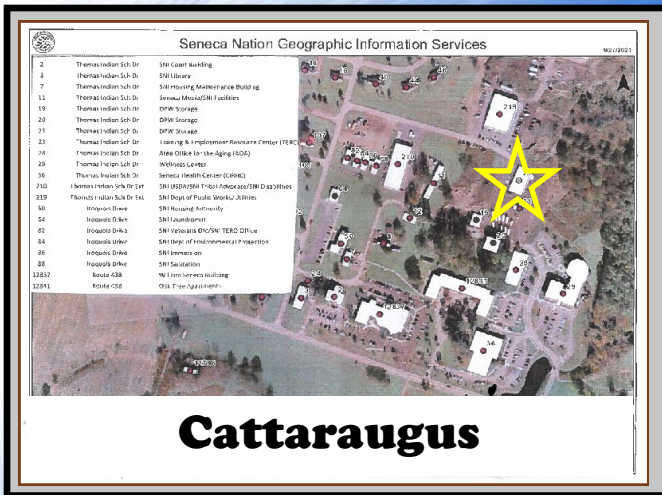 Seneca Nation Geographic Information Services
9/27/2021
2 Thomas Indian Sch Dr SNI Court Building
3 Thomas Indian Sch Dr SNI Library
7 Thomas Indian Sch Dr SNI Housing Maintenance Building
11 Thomas Indian Sch Dr Seneca Media/SNI Facilities
19 Thomas Indian Sch Dr DPW Storage
20 Thomas Indian Sch Dr DPW Storage
21 Thomas Indian Sch Dr DPW Storage
23 Thomas Indian Sch Dr Training & Employment Resource Center (TERC)
28 Thomas Indian Sch Dr Area Office for the Aging (AOA)
29 Thomas Indian Sch Dr Wellness Center
36 Thomas Indian Sch Dr Seneca Health Center (CIRHC)
210 Thomas Indian Sch Dr Ext SNI USDA/SNI Tribal Advocate/SNI Disabilities
219 Thomas Indian Sch Dr Ext SNI Dept of Public Works/Utilities
50 Iroquois Drive SNI Housing Authority
54 Iroquois Drive SNI Laundromat
82 Iroquois Drive SNI Veterans Ofc/SNI TERO Office
84 Iroquois Drive SNI Dept of Environmental Protection
86 Iroquois Drive SNI Immersion
88 Iroquois Drive SNI Sanitation
12837 Route 438 William Seneca Building
12841 Route 438 Oak Tree Apartments
219
210
12
28
29
36
Cattaraugus